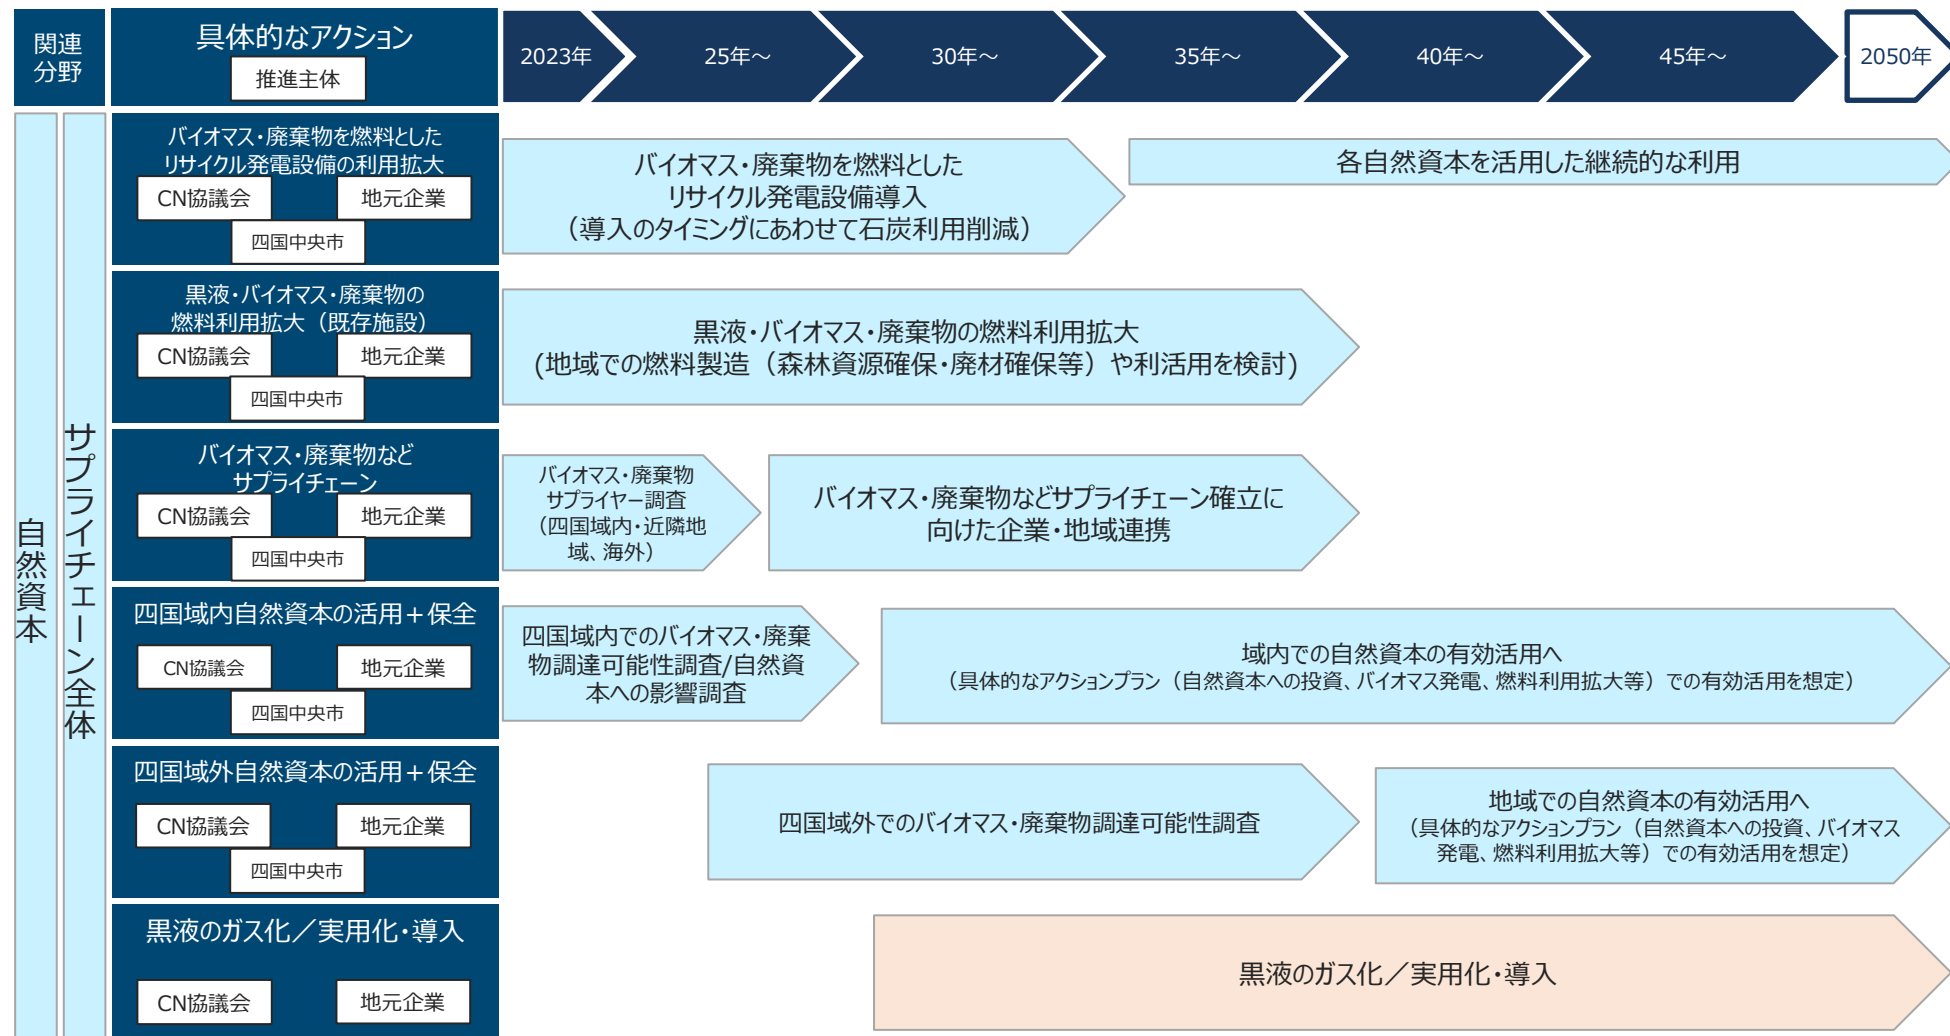 関連
分野
具体的なアクション
推進主体
2023年
25年～
30年～
35年～
40年～
45年～
2050年
自然資本
サプライチェーン全体
バイオマス・廃棄物を燃料とした
リサイクル発電設備の利用拡大
CN協議会
地元企業
四国中央市
バイオマス・廃棄物を燃料とした
リサイクル発電設備導入
（導入のタイミングにあわせて石炭利用削減）
各自然資本を活用した継続的な利用
黒液・バイオマス・廃棄物の
燃料利用拡大（既存施設）
CN協議会
地元企業
四国中央市
黒液・バイオマス・廃棄物の燃料利用拡大
(地域での燃料製造（森林資源確保・廃材確保等）や利活用を検討)
バイオマス・廃棄物など
サプライチェーン
CN協議会
地元企業
四国中央市
バイオマス・廃棄物
サプライヤー調査
（四国域内・近隣地
域、海外）
バイオマス・廃棄物などサプライチェーン確立に
向けた企業・地域連携
四国域内自然資本の活用＋保全
CN協議会
地元企業
四国中央市
四国域内でのバイオマス・廃棄
物調達可能性調査/自然資
本への影響調査
域内での自然資本の有効活用へ
（具体的なアクションプラン（自然資本への投資、バイオマス発電、燃料利用拡大等）での有効活用を想定）
四国域外自然資本の活用＋保全
CN協議会
地元企業
四国中央市
四国域外でのバイオマス・廃棄物調達可能性調査
地域での自然資本の有効活用へ
（具体的なアクションプラン（自然資本への投資、バイオマス
発電、燃料利用拡大等）での有効活用を想定）
黒液のガス化／実用化・導入
CN協議会
地元企業
黒液のガス化／実用化・導入